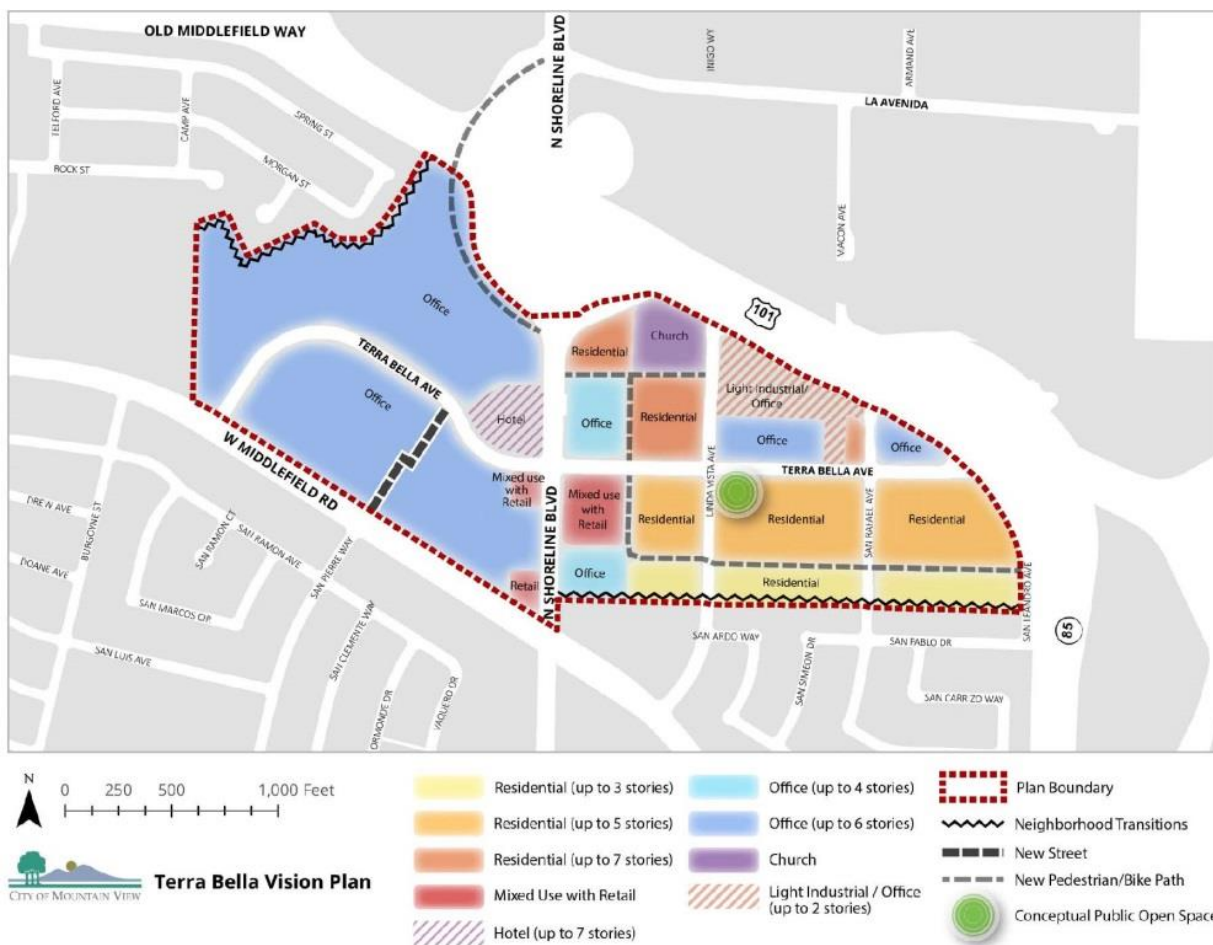 OLD MIDDLEFIELD WAY
N SHORELINE BLVD
INIGO WY
ARMAND AVE
LA AVENIDA
TELFORD AVE
CAMP AVE
SPRING ST
MORGAN ST
ROCK ST
MACON AVE
101
Office
Church
Residential
TERRA BELLA AVE
Light Industrial/
Office
Office
Hotel
Office
Residential
Office
Office
W MIDDLEFIELD RD
LINDA VISTA AVE
TERRA BELLA AVE
Mixed use
with
Retail
Mixed use
with
Retail
Residential
Residential
SAN RAFAEL AVE
Residential
DREW AVE
BURGOYNE ST
SAN RAMON CT
SAN RAMON AVE
SAN PIERRE WAY
DOANE AVE
Retail
N SHORELINE BLVD
Office
Residential
SAN LEANDRO AVE
85
SAN MARCOS CIR
SAN CLEMENTE WAY
SAN ARDO WAY
SAN PABLO DR
SAN LUIS AVE
ORMONDE DR
VAQUERO DR
SAN SIMEON DR
SAN CARRIZO WAY
N
0 250 500 1,000 Feet
CITY OF MOUNTAIN VIEW
Terra Bella Vision Plan
Residential (up to 3 stories)
Residential (up to 5 stories)
Residential (up to 7 stories)
Mixed Use with Retail
Hotel (up to 7 stories)
Office (up to 4 stories)
Office (up to 6 stories)
Church
Light Industrial / Office
(up to 2 stories)
Plan Boundary
Neighborhood Transitions
New Street
New Pedestrian/Bike Path
Conceptual Public Open Space